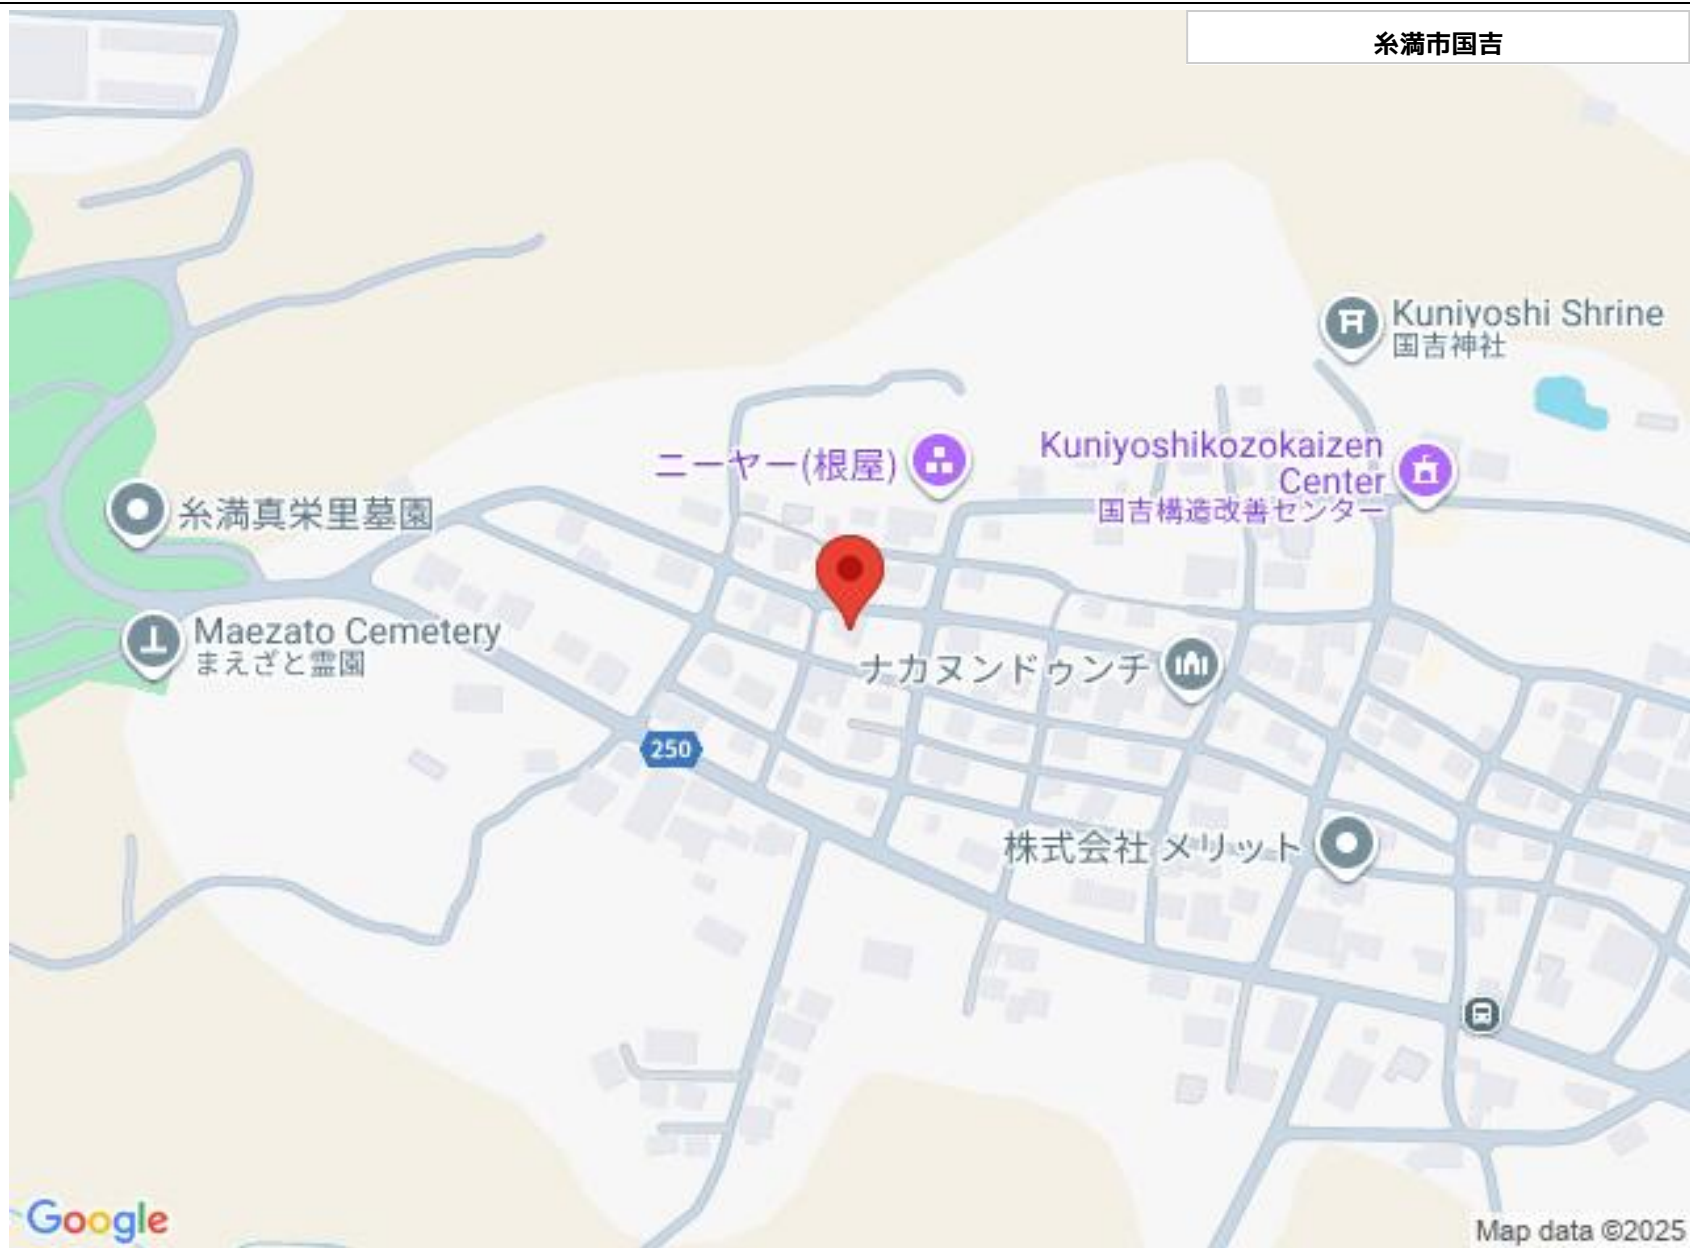 糸満市国吉
Kuniyoshi Shrine
国吉神社
Kuniyoshikozokaizen
Center
国吉構造改善センター
ニーヤー(根屋)
糸満真栄里墓園
Maezato Cemetery
まえざと霊園
ナカヌンドゥンチ
250
株式会社 メリット
Google
Map data ©2025